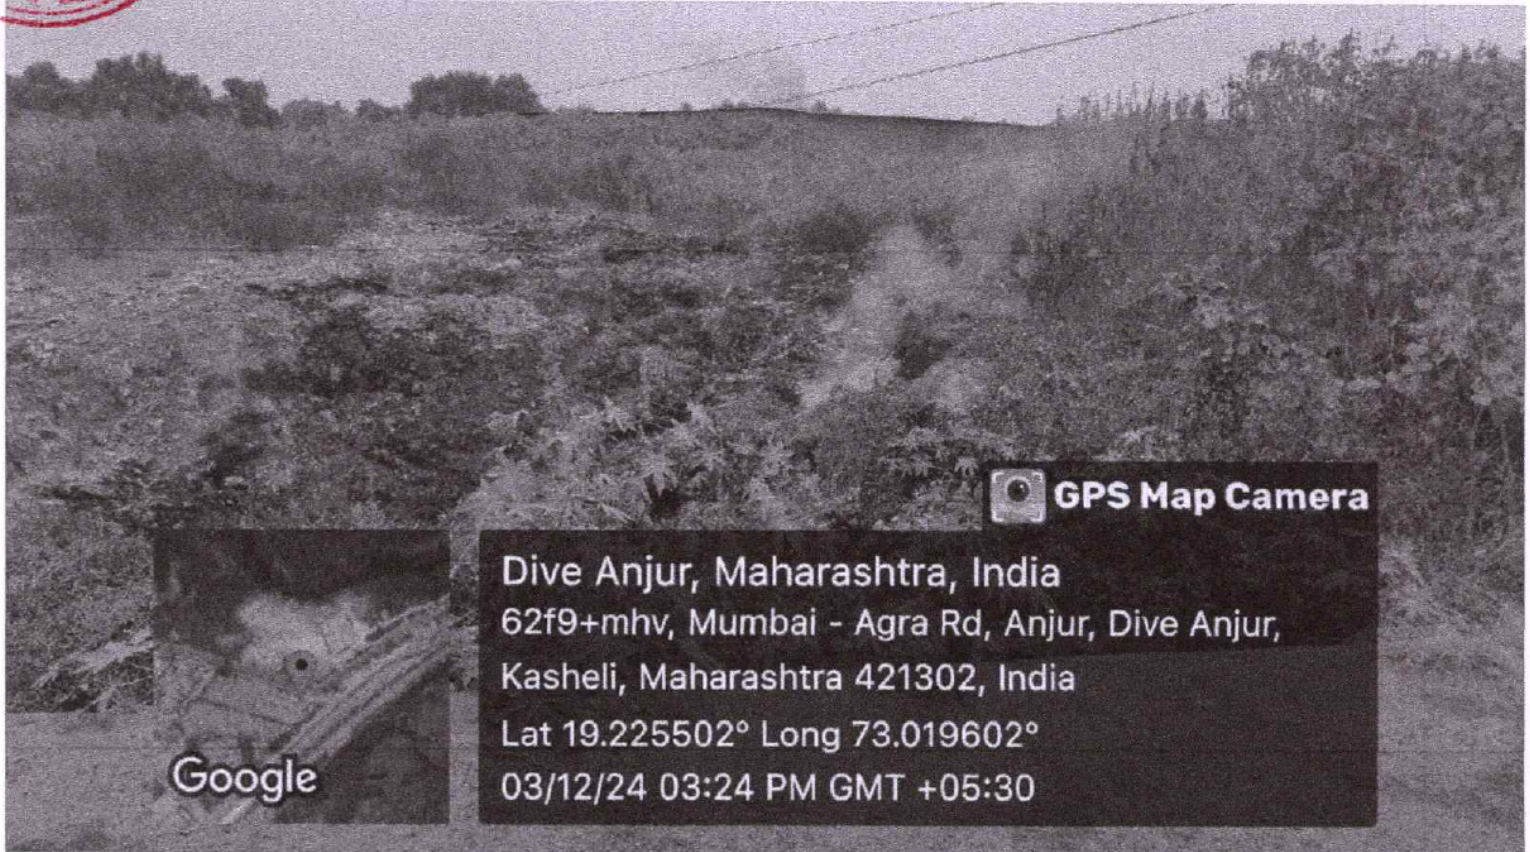 GPS Map Camera
Dive Anjur, Maharashtra, India
62f9+mhv, Mumbai - Agra Rd, Anjur, Dive Anjur,
Kasheli, Maharashtra 421302, India
Lat 19.225502° Long 73.019602°
03/12/24 03:24 PM GMT +05:30
Google